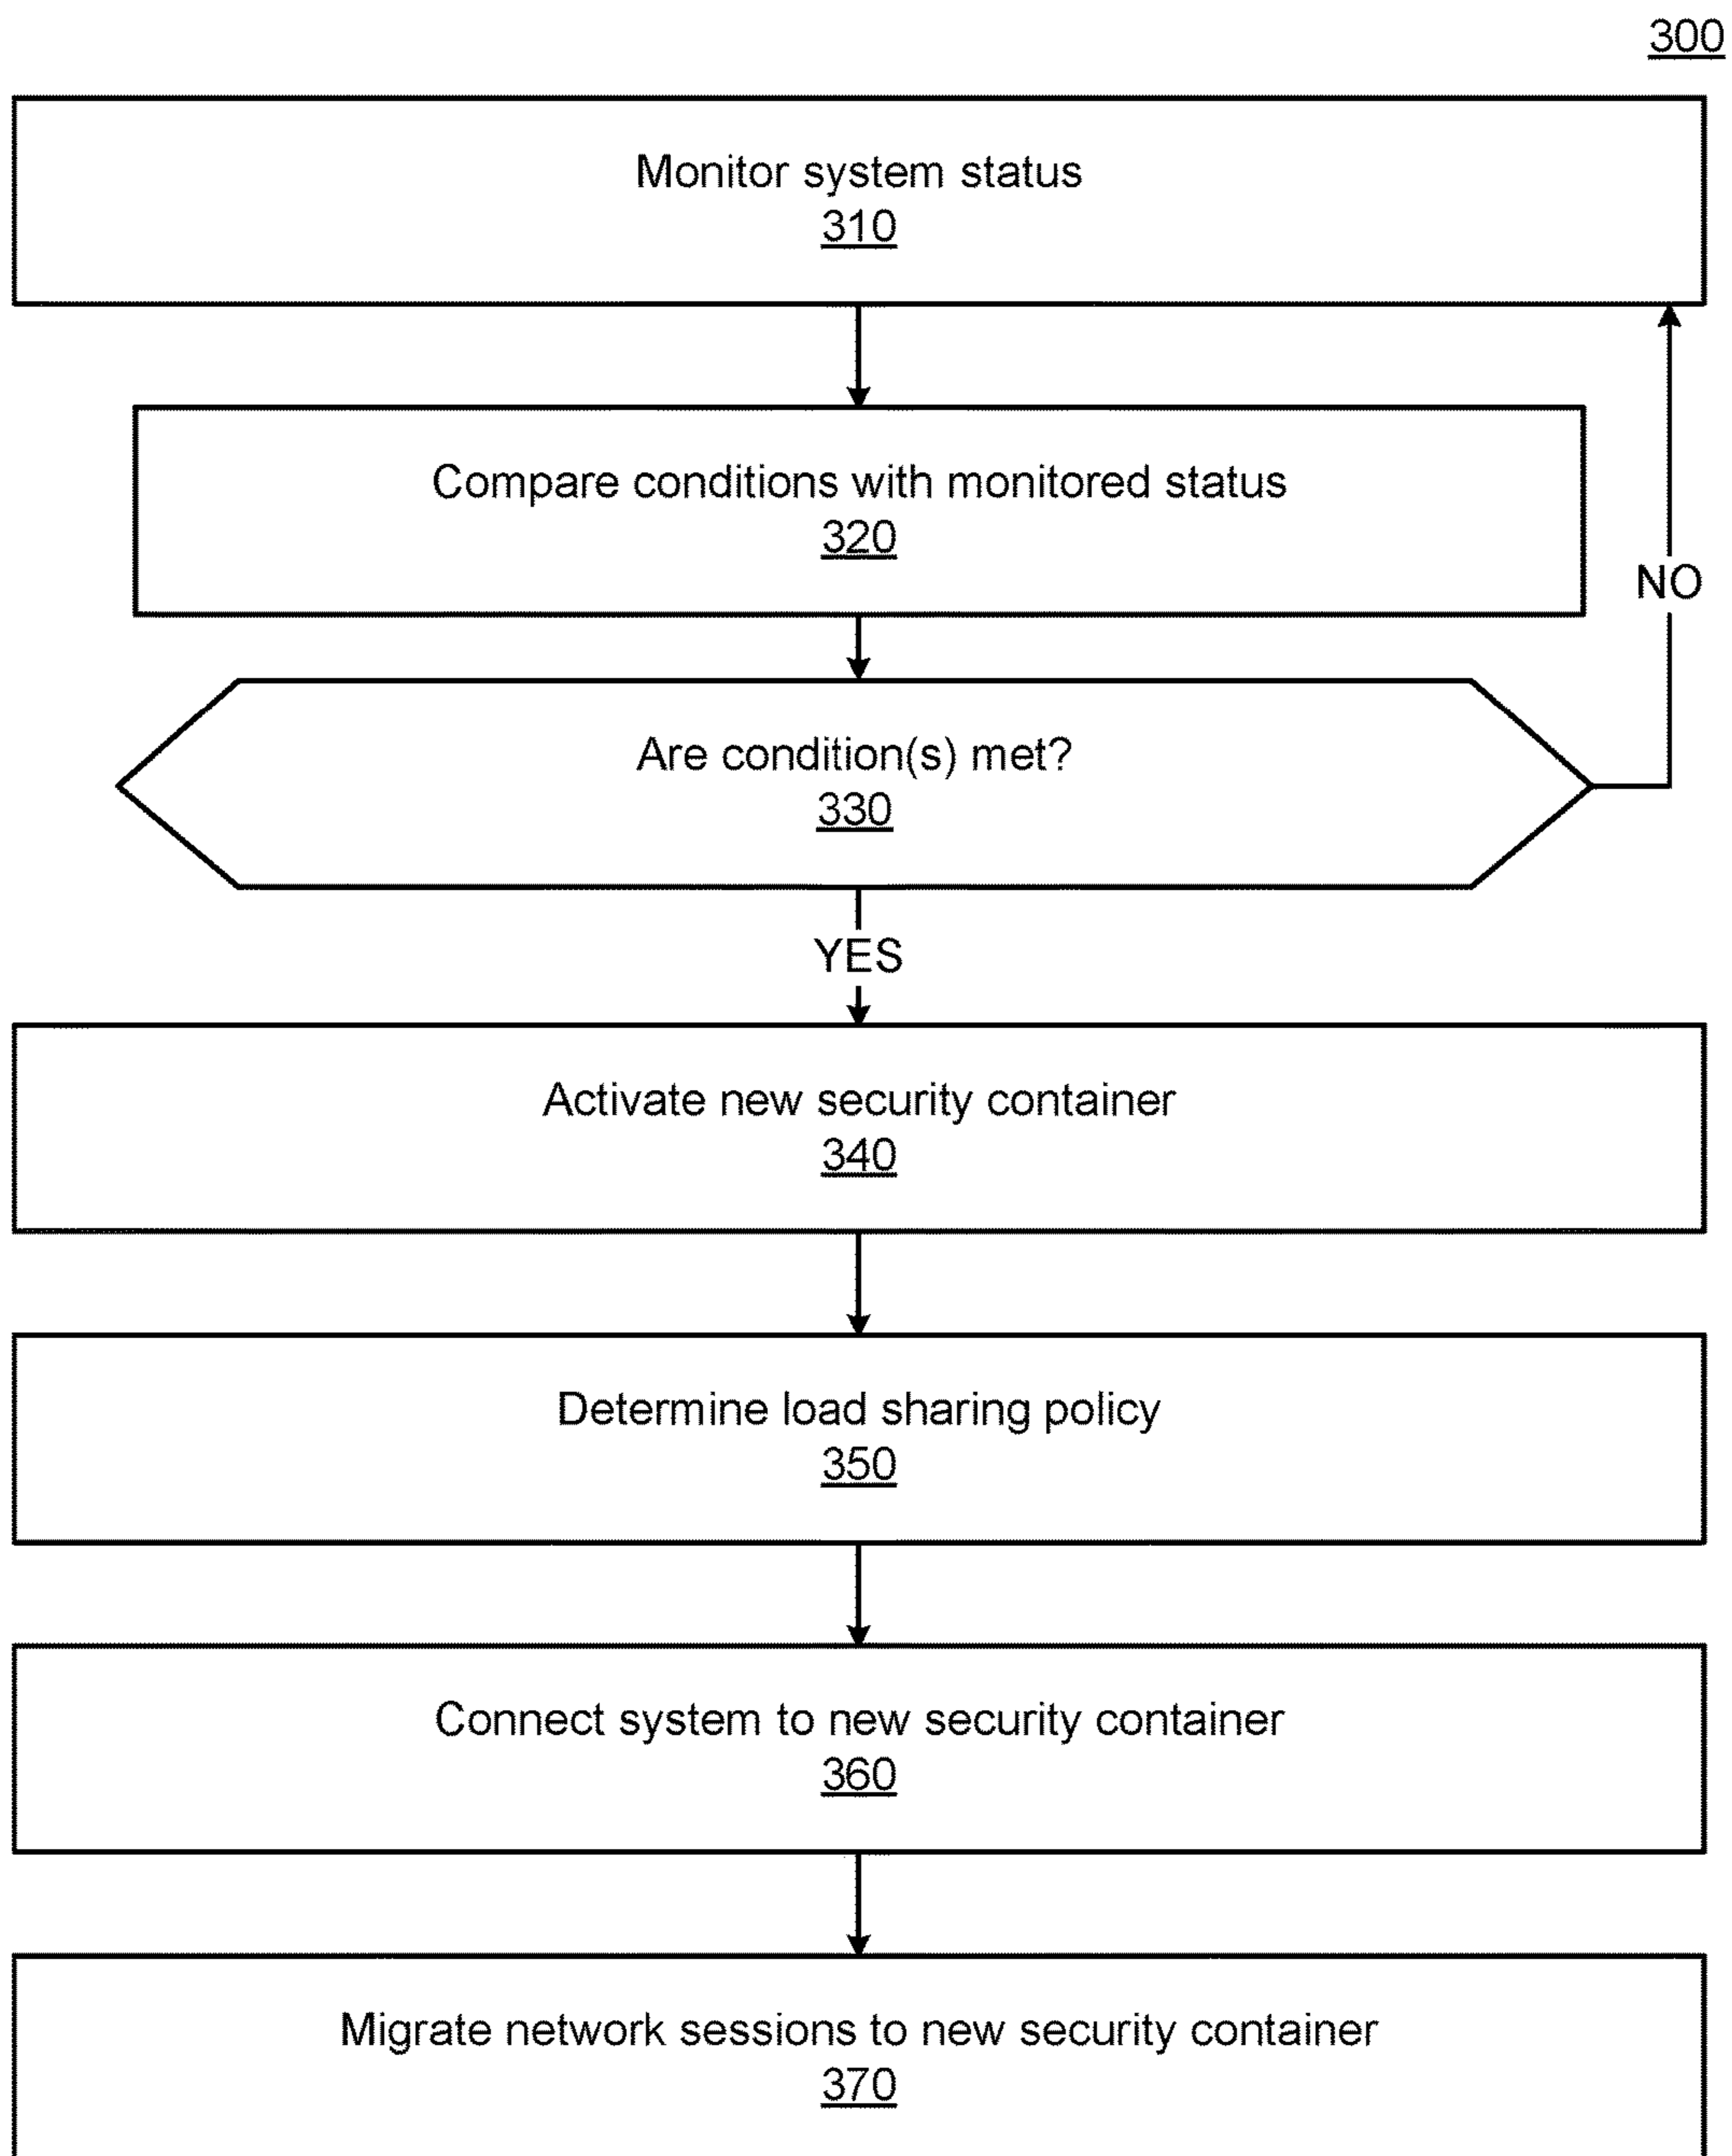 300
Monitor system status
310
Compare conditions with monitored status
320
NO
Are condition(s) met?
330
YES
Activate new security container
340
Determine load sharing policy
350
Connect system to new security container
360
Migrate network sessions to new security container
370